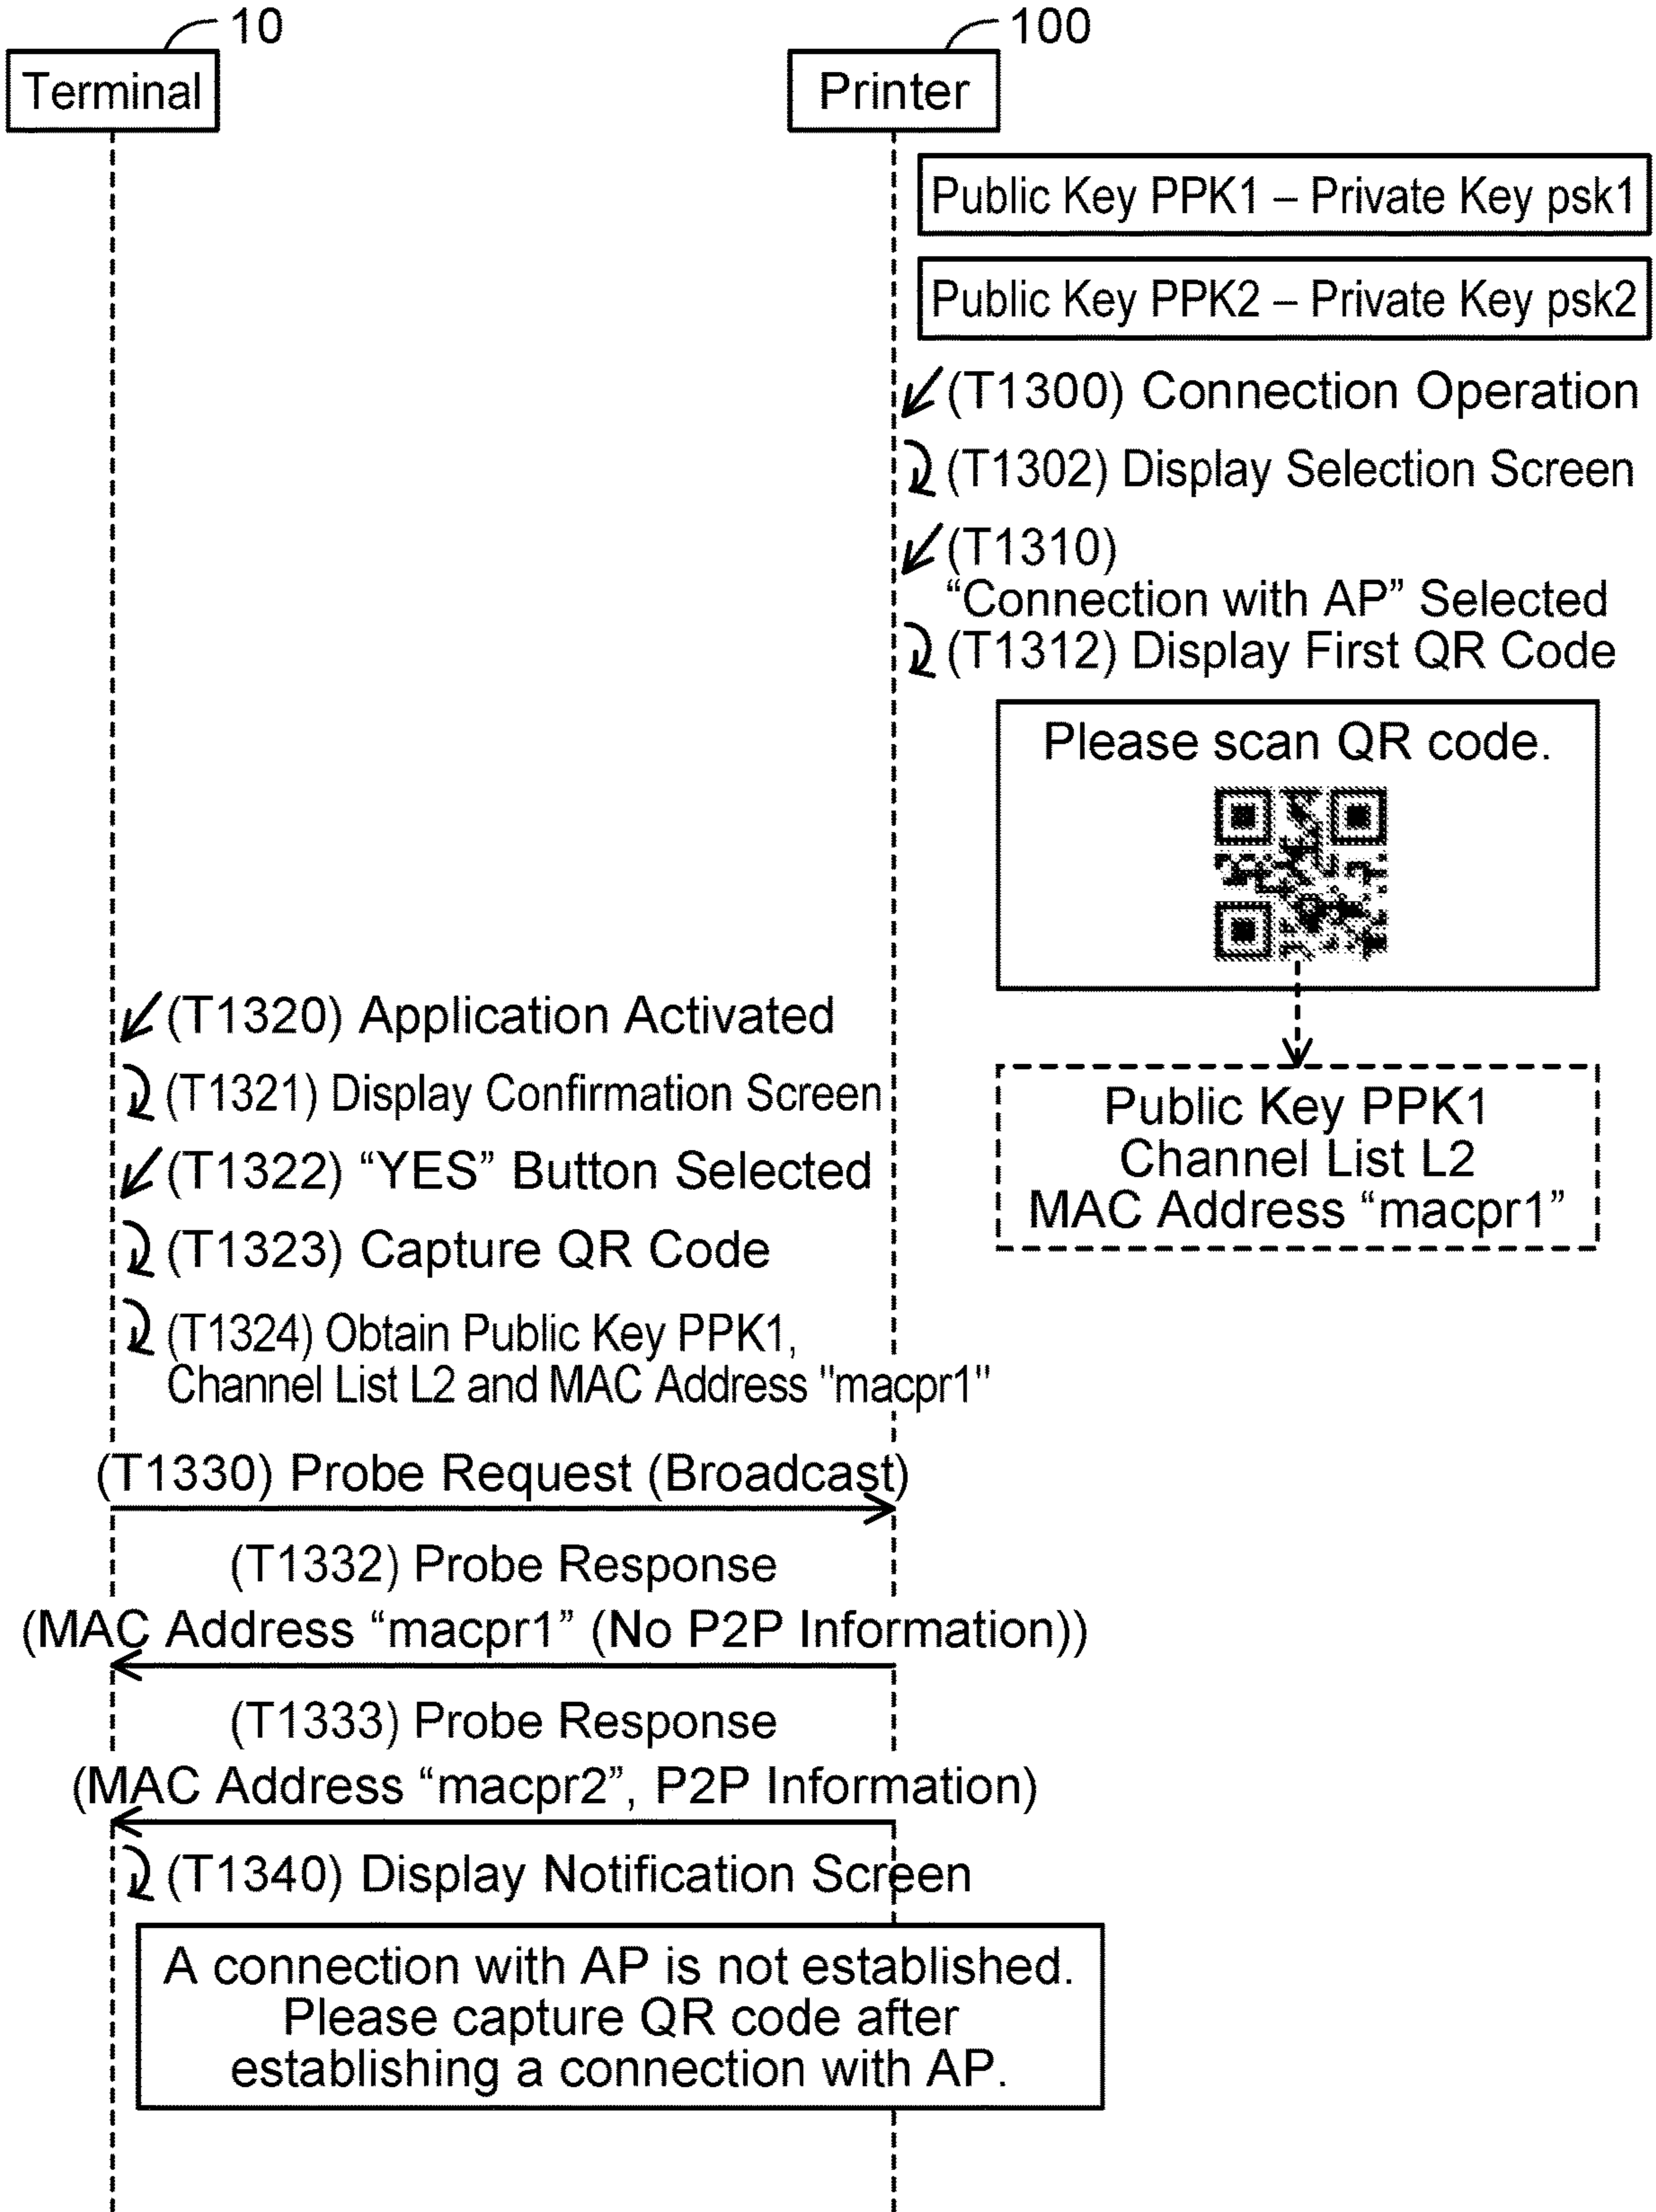 10
100
Terminal
Printer
Public Key PPK1 – Private Key psk1
Public Key PPK2 – Private Key psk2
(T1300) Connection Operation
(T1302) Display Selection Screen
(T1310)
“Connection with AP” Selected
(T1312) Display First QR Code
Please scan QR code.
(T1320) Application Activated
(T1321) Display Confirmation Screen
Public Key PPK1
Channel List L2
MAC Address “macpr1”
(T1322) “YES” Button Selected
(T1323) Capture QR Code
(T1324) Obtain Public Key PPK1,
Channel List L2 and MAC Address "macpr1"
(T1330) Probe Request (Broadcast)
(T1332) Probe Response
(MAC Address “macpr1” (No P2P Information))
(T1333) Probe Response
(MAC Address “macpr2”, P2P Information)
(T1340) Display Notification Screen
A connection with AP is not established.
Please capture QR code after
establishing a connection with AP.